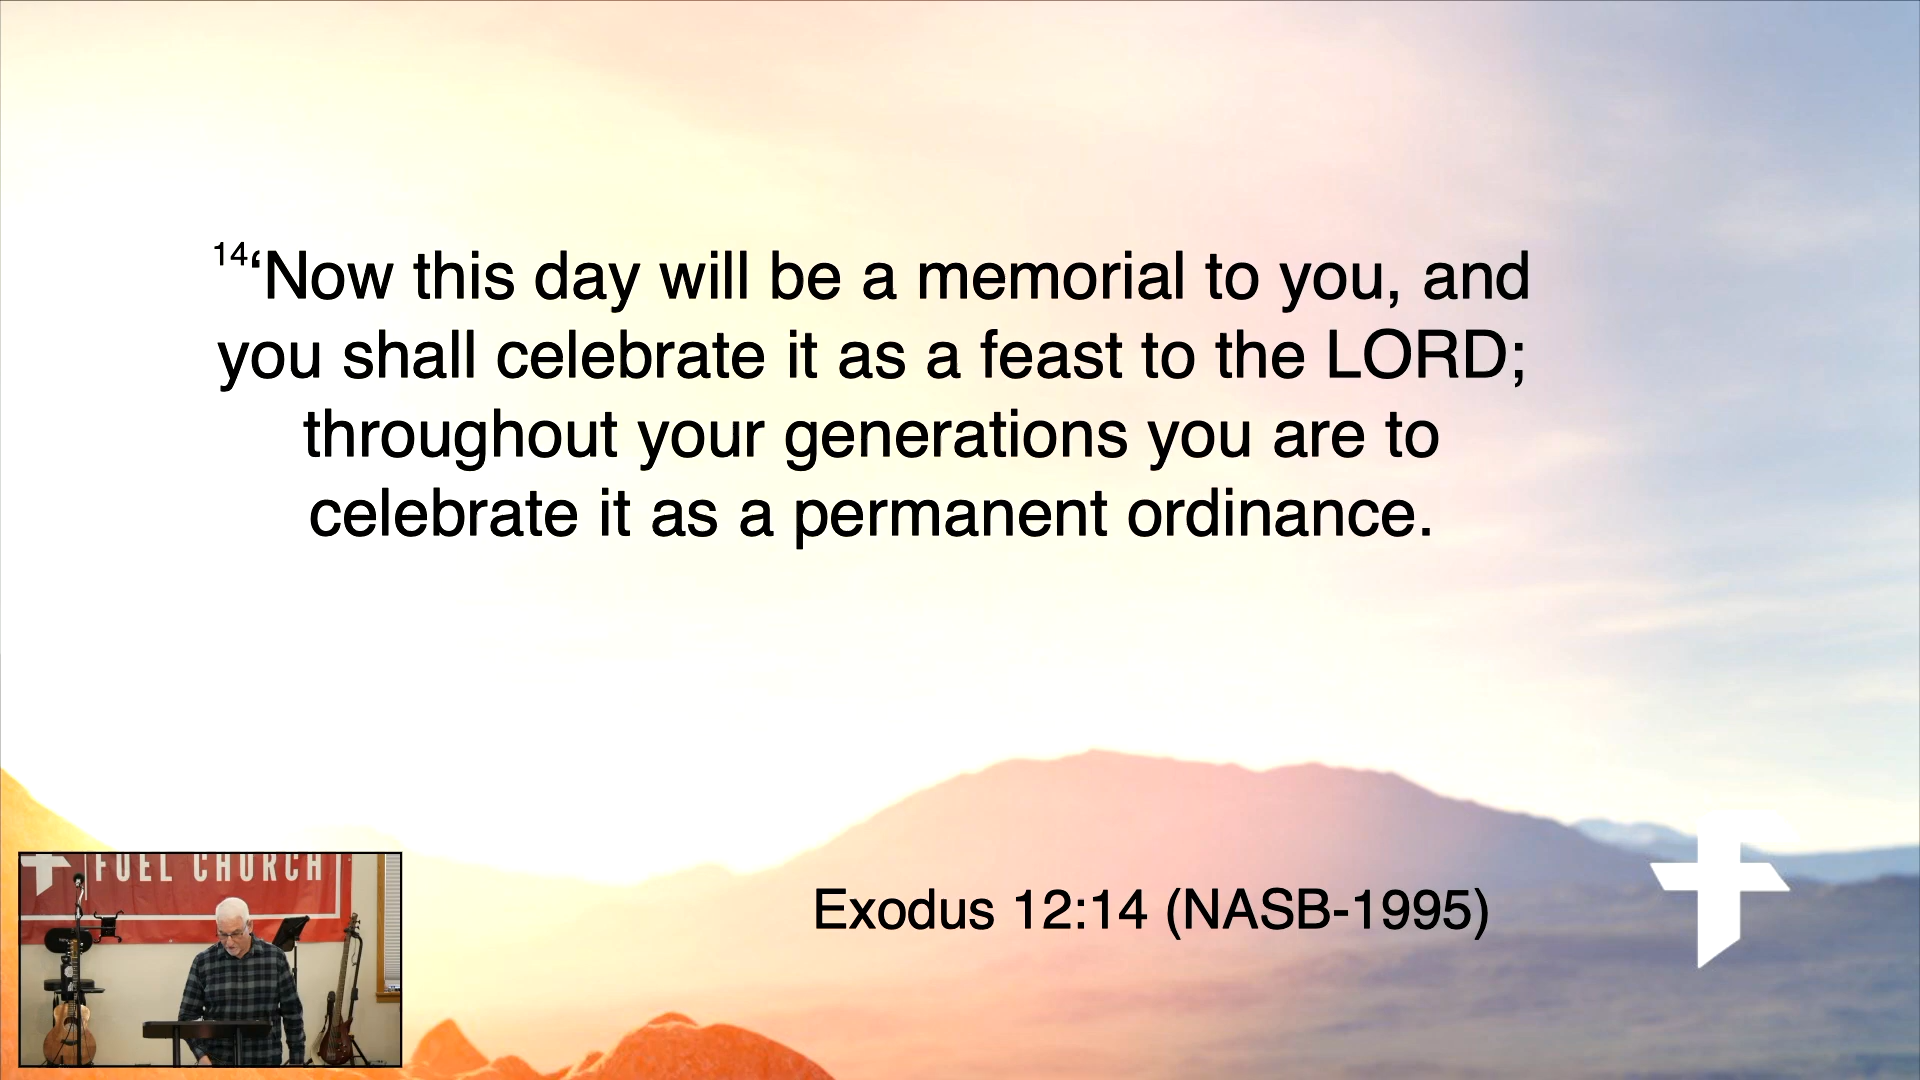 14‘Now this day will be a memorial to you, and
you shall celebrate it as a feast to the LORD;
throughout your generations you are to
celebrate it as a permanent ordinance.
Exodus 12:14 (NASB-1995)
FUEL CHURCH